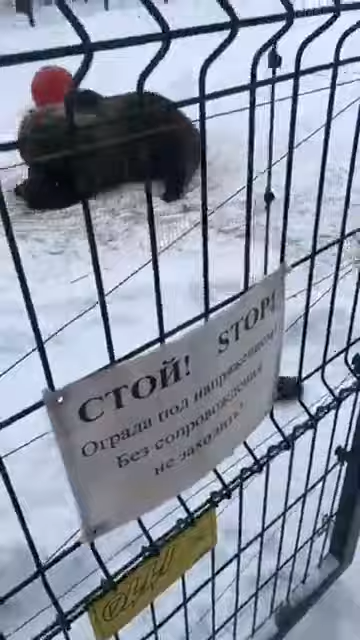 СТОЙ! STOP!
Ограда под напряжением!
Без сопровождения
не заходить!